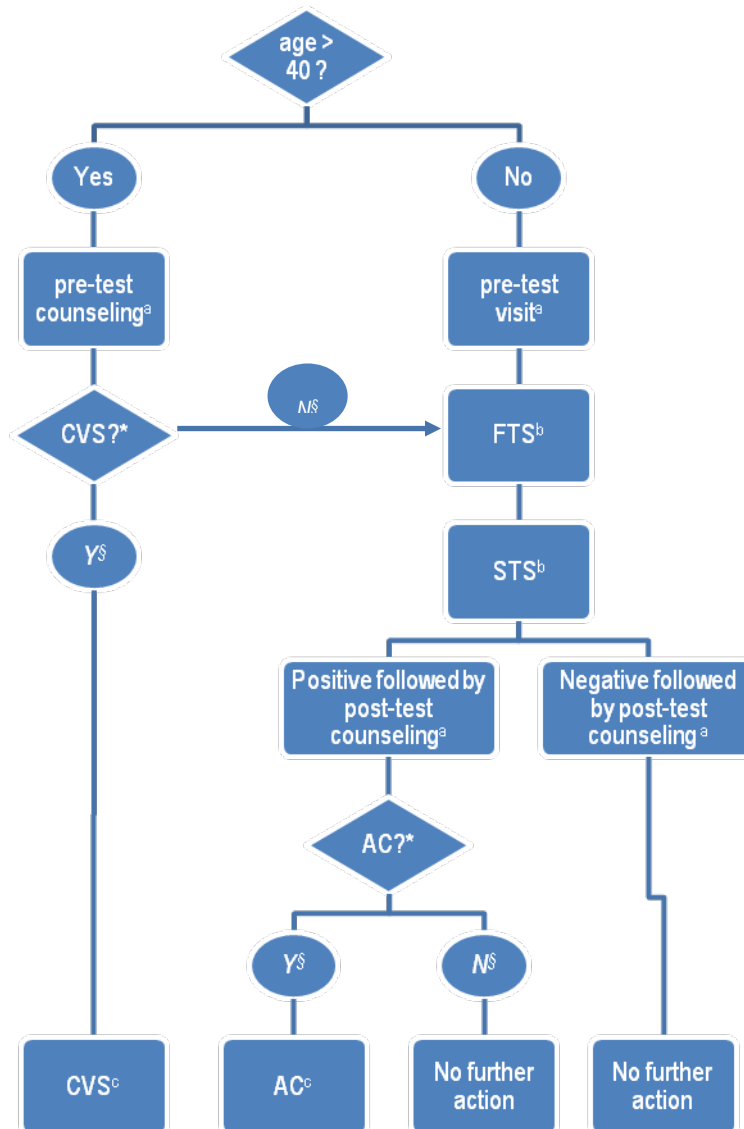 age >
40 ?
Yes
No
pre-test
counselingᵃ
pre-test
visitᵃ
CVS?*
N§
FTSᵇ
Y§
STSᵇ
Positive followed by
post-test
counselingᵃ
Negative followed
by post-test
counseling ᵃ
AC?*
Y§
N§
CVSᶜ
ACᶜ
No further
action
No further
action